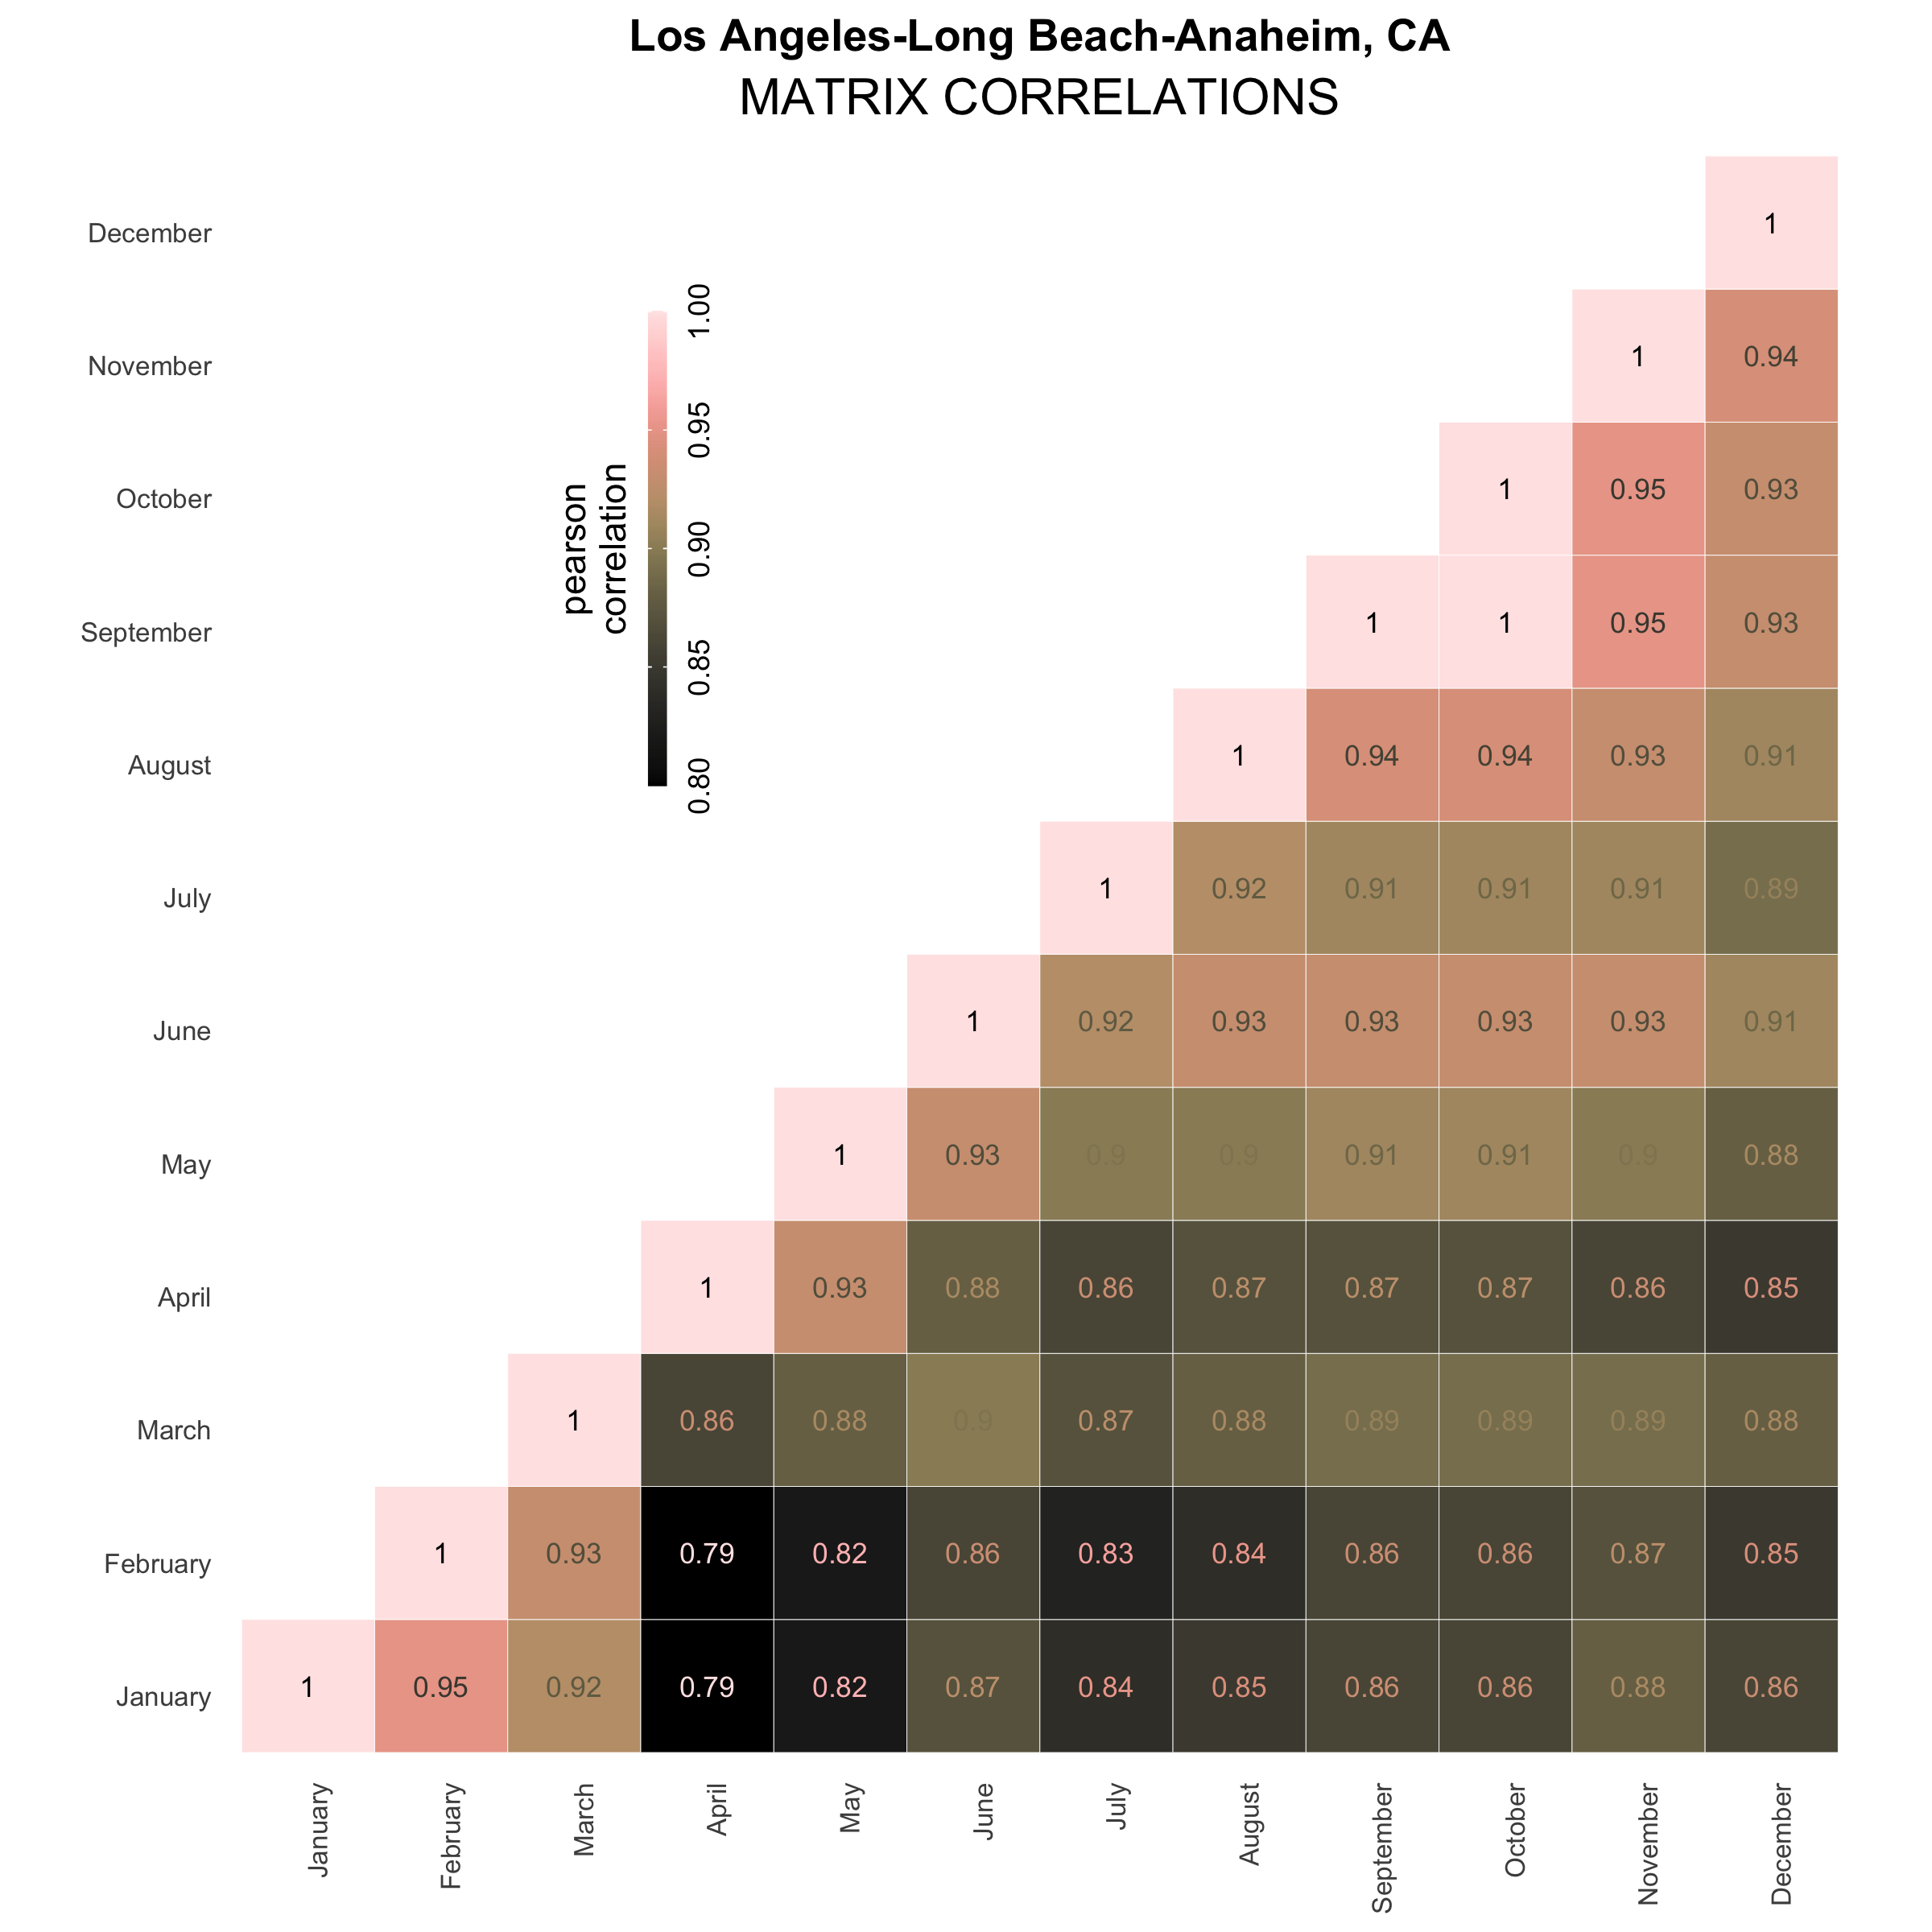 Los Angeles-Long Beach-Anaheim, CA
MATRIX CORRELATIONS
pearson
correlation
1.00
0.95
0.90
0.85
0.80
December 1
November 1 0.94
October 1 0.95 0.93
September 1 1 0.95 0.93
August 1 0.94 0.94 0.93 0.91
July 1 0.92 0.91 0.91 0.91 0.89
June 1 0.92 0.93 0.93 0.93 0.93 0.91
May 1 0.93 0.9 0.9 0.91 0.91 0.9 0.88
April 1 0.93 0.88 0.86 0.87 0.87 0.87 0.86 0.85
March 1 0.86 0.88 0.9 0.87 0.88 0.89 0.89 0.89 0.88
February 1 0.93 0.79 0.82 0.86 0.83 0.84 0.86 0.86 0.87 0.85
January 1 0.95 0.92 0.79 0.82 0.87 0.84 0.85 0.86 0.86 0.88 0.86
January February March April May June July August September October November December